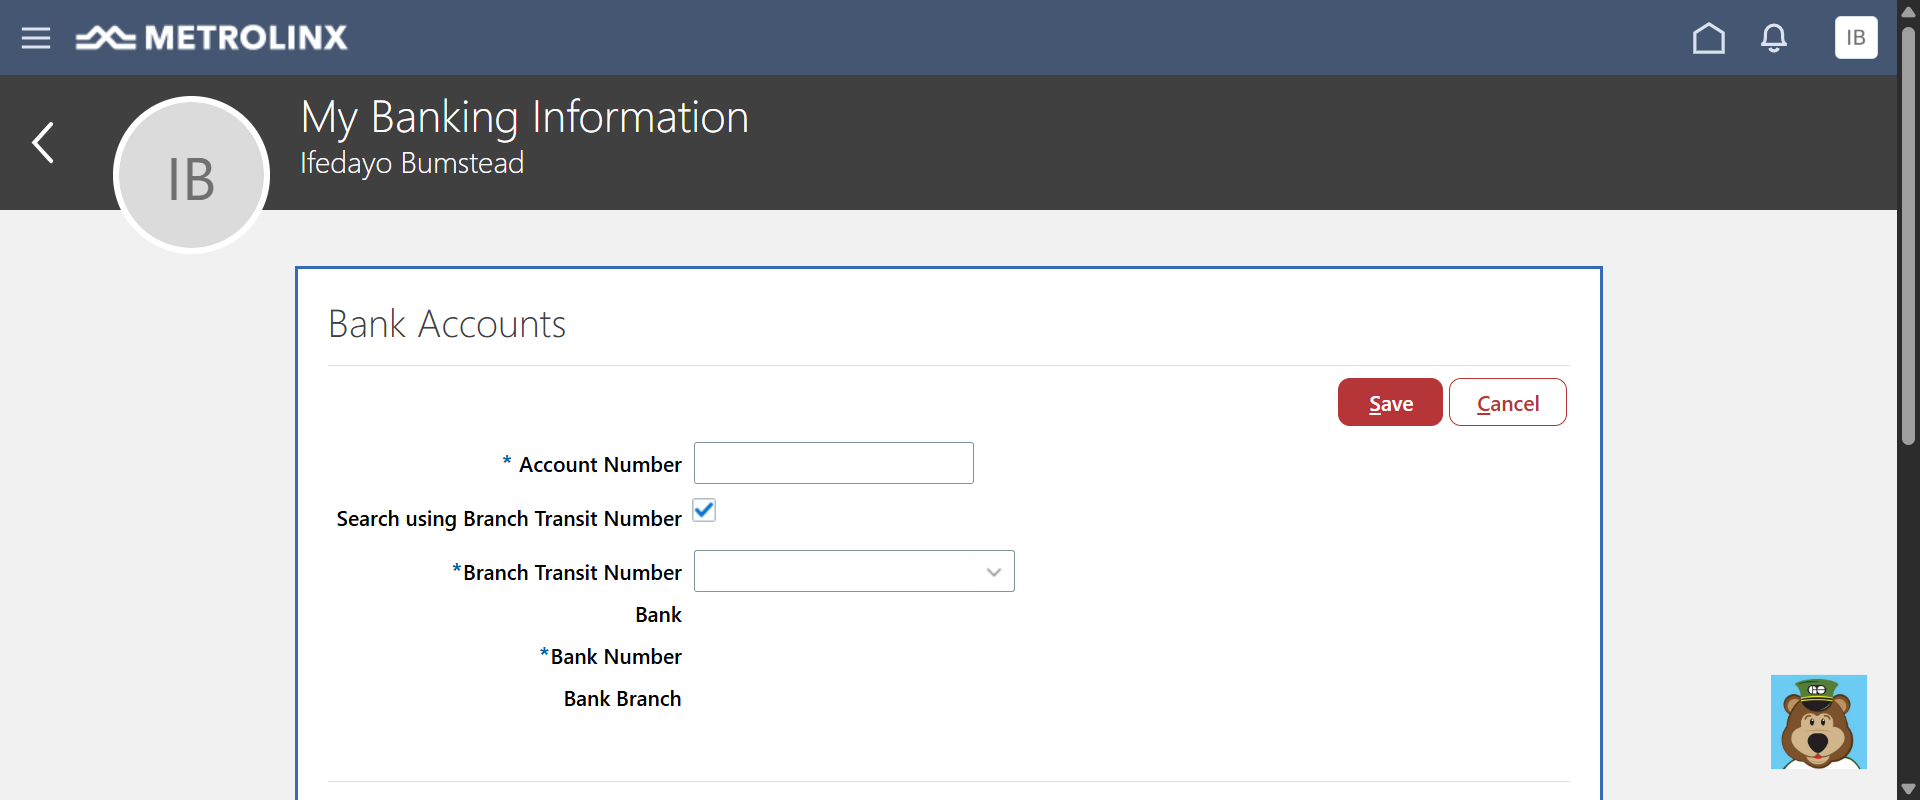 METROLINX
IB
My Banking Information
Ifedayo Bumstead
IB
Bank Accounts
Save Cancel
* Account Number
Search using Branch Transit Number
*Branch Transit Number
Bank
*Bank Number
Bank Branch
GO